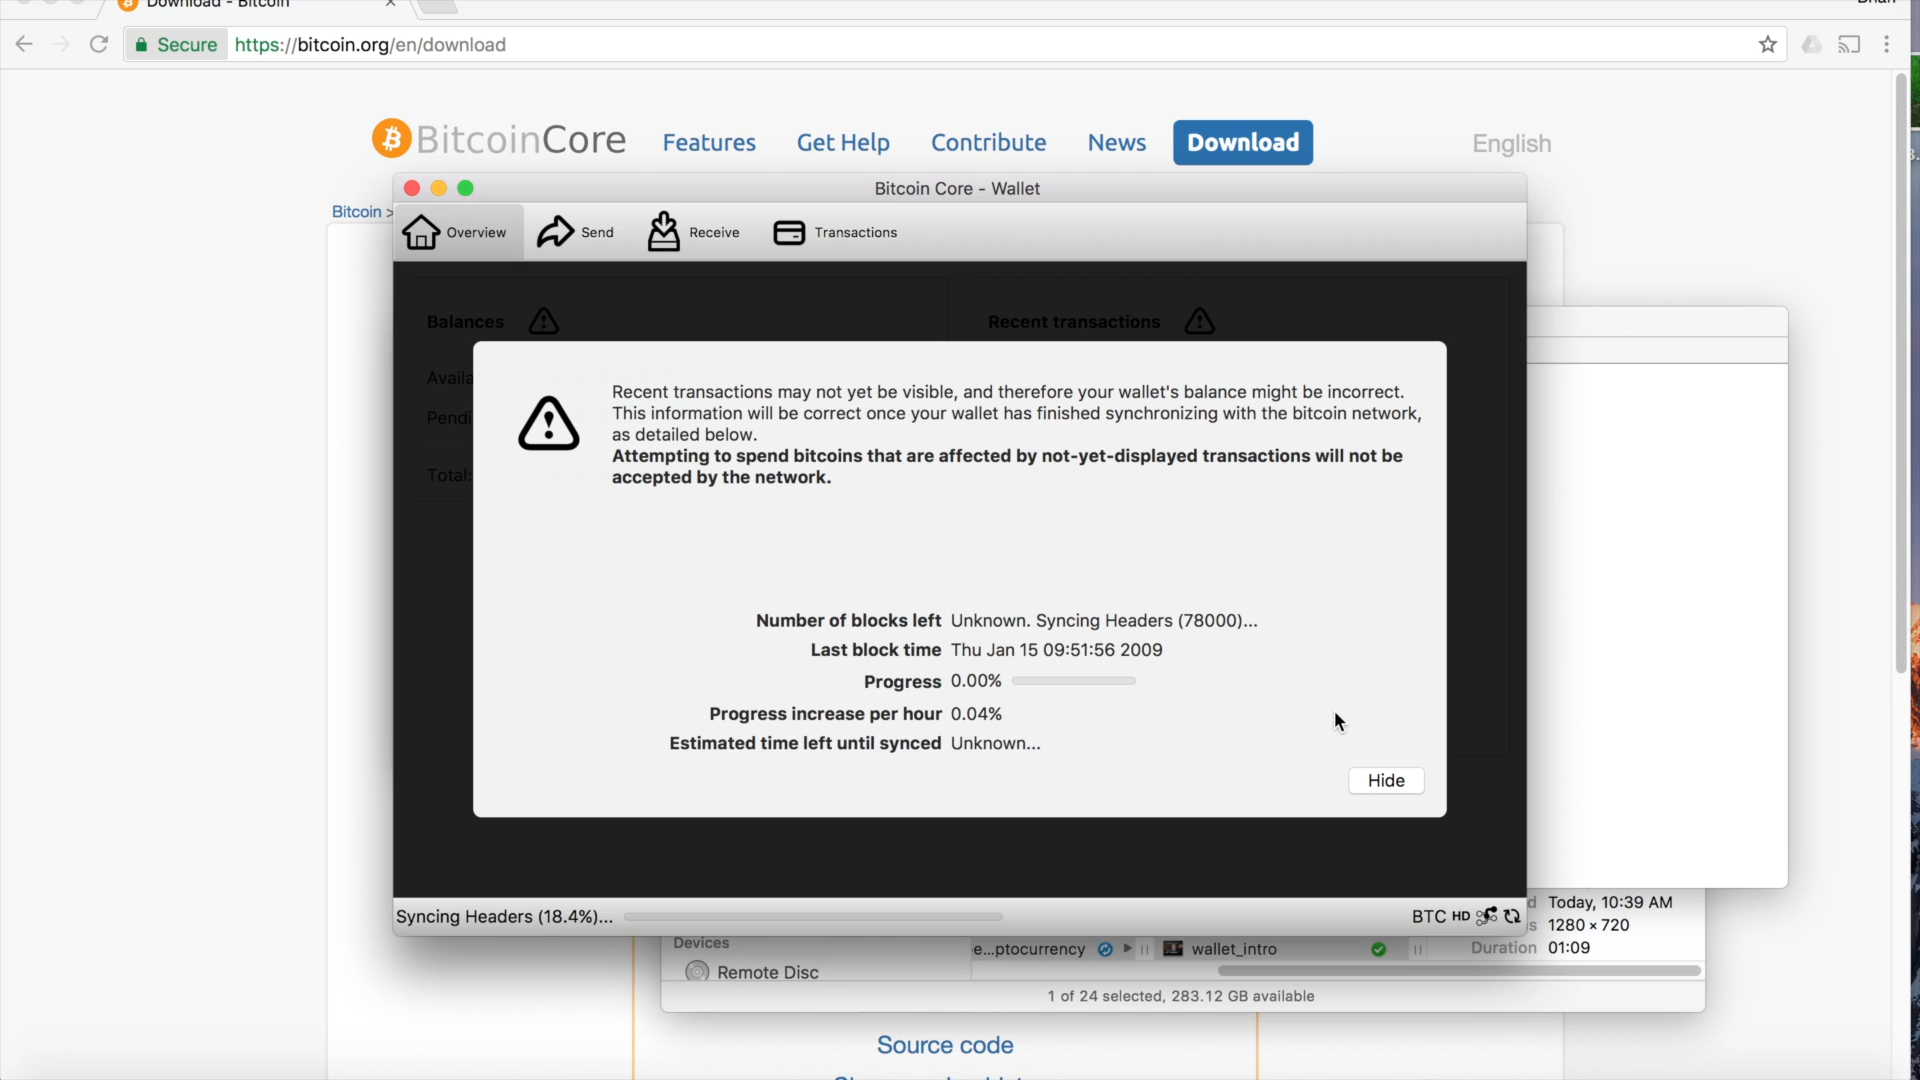 Download - Bitcoin
Secure https://bitcoin.org/en/download
BitcoinCore Features Get Help Contribute News Download English
Bitcoin >
Bitcoin Core - Wallet
Overview Send Receive Transactions
Balances Recent transactions
Recent transactions may not yet be visible, and therefore your wallet's balance might be incorrect.
This information will be correct once your wallet has finished synchronizing with the bitcoin network,
as detailed below.
Attempting to spend bitcoins that are affected by not-yet-displayed transactions will not be
accepted by the network.
Total:
Number of blocks left Unknown. Syncing Headers (78000)...
Last block time Thu Jan 15 09:51:56 2009
Progress 0.00%
Progress increase per hour 0.04%
Estimated time left until synced Unknown...
Hide
Syncing Headers (18.4%)... BTC HD
Today, 10:39 AM
1280 × 720
Duration 01:09
Devices
e...ptocurrency wallet_intro
Remote Disc
1 of 24 selected, 283.12 GB available
Source code